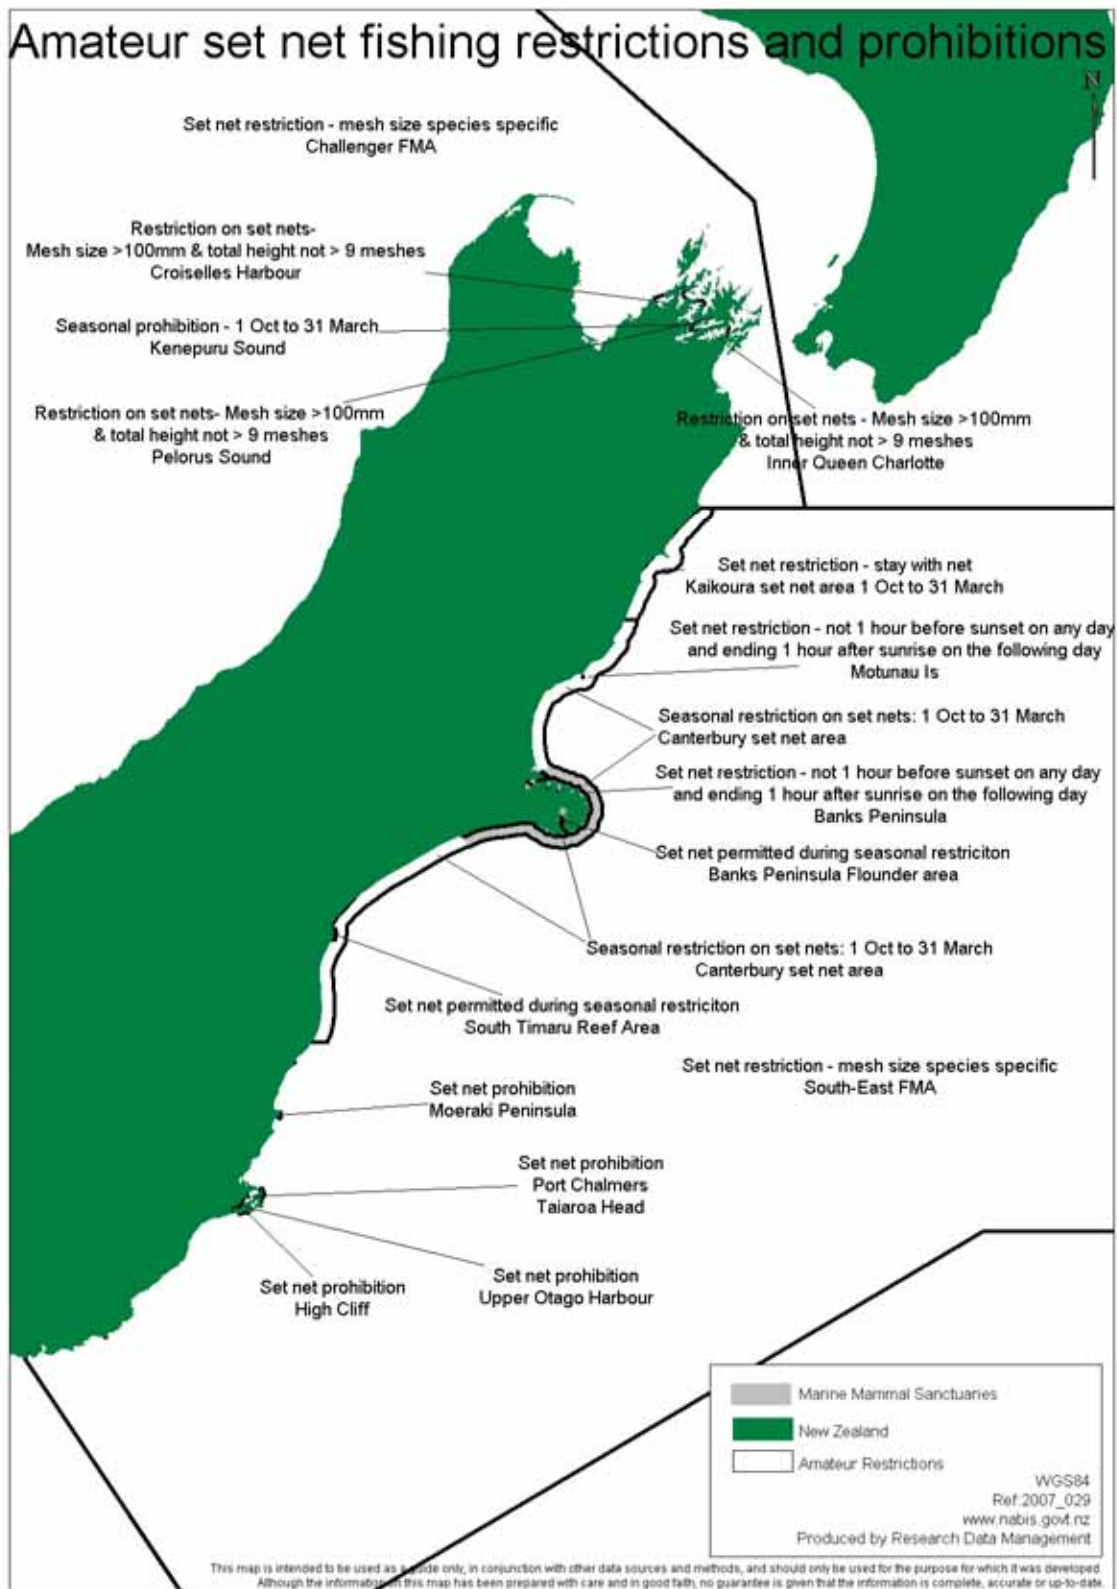 Amateur set net fishing restrictions and prohibitions
N
Set net restriction - mesh size species specific
Challenger FMA
Restriction on set nets-
Mesh size >100mm & total height not > 9 meshes
Croiselles Harbour
Seasonal prohibition - 1 Oct to 31 March
Kenepuru Sound
Restriction on set nets- Mesh size >100mm
& total height not > 9 meshes
Pelorus Sound
Restriction on set nets - Mesh size >100mm
& total height not > 9 meshes
Inner Queen Charlotte
Set net restriction - stay with net
Kaikoura set net area 1 Oct to 31 March
Set net restriction - not 1 hour before sunset on any day
and ending 1 hour after sunrise on the following day
Motunau Is
Seasonal restriction on set nets: 1 Oct to 31 March
Canterbury set net area
Set net restriction - not 1 hour before sunset on any day
and ending 1 hour after sunrise on the following day
Banks Peninsula
Set net permitted during seasonal restriciton
Banks Peninsula Flounder area
Seasonal restriction on set nets: 1 Oct to 31 March
Canterbury set net area
Set net permitted during seasonal restriciton
South Timaru Reef Area
Set net restriction - mesh size species specific
South-East FMA
Set net prohibition
Moeraki Peninsula
Set net prohibition
Port Chalmers
Taiaroa Head
Set net prohibition
Upper Otago Harbour
Set net prohibition
High Cliff
Marine Mammal Sanctuaries
New Zealand
Amateur Restrictions
WGS84
Ref:2007_029
www.nabis.govt.nz
Produced by Research Data Management
This map is intended to be used as a guide only, in conjunction with other data sources and methods, and should only be used for the purpose for which it was developed.
Although the information on this map has been prepared with care and in good faith, no guarantee is given that the information is complete, accurate or up-to-date